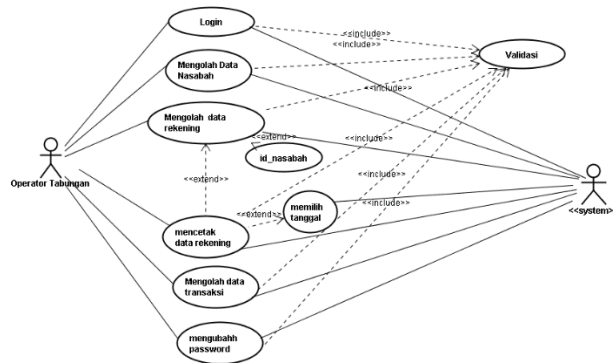 Login
<<include>>
<<include>>
Validasi
Mengolah Data
Nasabah
<<include>>
Mengolah data
rekening
<<extend>>
<<include>>
id_nasabah
Operator Tabungan
<<extend>>
<<include>>
memilih
tanggal
<<system>>
<<extend>>
<<include>>
mencetak
data rekening
Mengolah data
transaksi
mengubahh
password